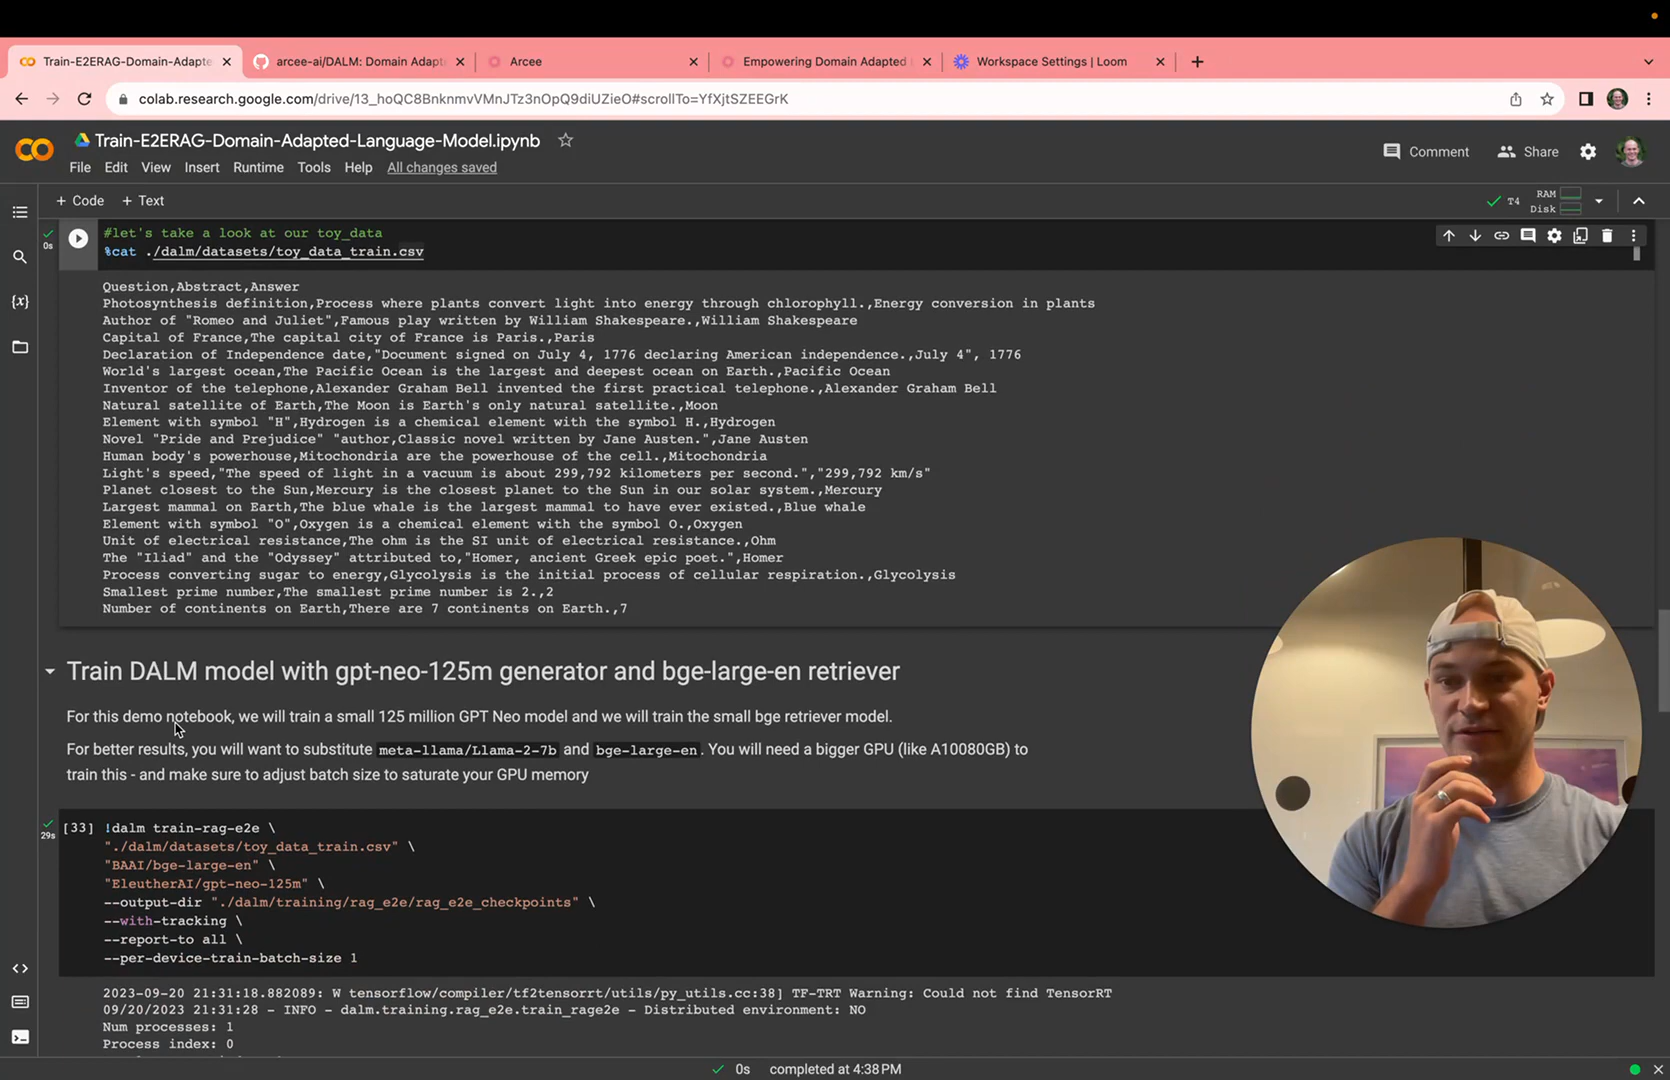 Train-E2ERAG-Domain-Adapte
arcee-ai/DALM: Domain Adapt
Arcee
Empowering Domain Adapted
Workspace Settings | Loom
colab.research.google.com/drive/13_hoQC8BnknmvVMnJTz3nOpQ9diUZieO#scrollTo=YfXjtSZEEGrK
Train-E2ERAG-Domain-Adapted-Language-Model.ipynb
Comment
Share
File Edit View Insert Runtime Tools Help All changes saved
+ Code + Text
T4
RAM
Disk
0s
#let's take a look at our toy_data
%cat ./dalm/datasets/toy_data_train.csv
Question,Abstract,Answer
Photosynthesis definition,Process where plants convert light into energy through chlorophyll.,Energy conversion in plants
Author of "Romeo and Juliet",Famous play written by William Shakespeare.,William Shakespeare
Capital of France,The capital city of France is Paris.,Paris
Declaration of Independence date,"Document signed on July 4, 1776 declaring American independence.,July 4", 1776
World's largest ocean,The Pacific Ocean is the largest and deepest ocean on Earth.,Pacific Ocean
Inventor of the telephone,Alexander Graham Bell invented the first practical telephone.,Alexander Graham Bell
Natural satellite of Earth,The Moon is Earth's only natural satellite.,Moon
Element with symbol "H",Hydrogen is a chemical element with the symbol H.,Hydrogen
Novel "Pride and Prejudice" "author,Classic novel written by Jane Austen.",Jane Austen
Human body's powerhouse,Mitochondria are the powerhouse of the cell.,Mitochondria
Light's speed,"The speed of light in a vacuum is about 299,792 kilometers per second.","299,792 km/s"
Planet closest to the Sun,Mercury is the closest planet to the Sun in our solar system.,Mercury
Largest mammal on Earth,The blue whale is the largest mammal to have ever existed.,Blue whale
Element with symbol "O",Oxygen is a chemical element with the symbol O.,Oxygen
Unit of electrical resistance,The ohm is the SI unit of electrical resistance.,Ohm
The "Iliad" and the "Odyssey" attributed to,"Homer, ancient Greek epic poet.",Homer
Process converting sugar to energy,Glycolysis is the initial process of cellular respiration.,Glycolysis
Smallest prime number,The smallest prime number is 2.,2
Number of continents on Earth,There are 7 continents on Earth.,7
Train DALM model with gpt-neo-125m generator and bge-large-en retriever
For this demo notebook, we will train a small 125 million GPT Neo model and we will train the small bge retriever model.
For better results, you will want to substitute meta-llama/Llama-2-7b and bge-large-en. You will need a bigger GPU (like A10080GB) to
train this - and make sure to adjust batch size to saturate your GPU memory
29s
[33] !dalm train-rag-e2e \
"./dalm/datasets/toy_data_train.csv" \
"BAAI/bge-large-en" \
"EleutherAI/gpt-neo-125m" \
--output-dir "./dalm/training/rag_e2e/rag_e2e_checkpoints" \
--with-tracking \
--report-to all \
--per-device-train-batch-size 1
2023-09-20 21:31:18.882089: W tensorflow/compiler/tf2tensorrt/utils/py_utils.cc:38] TF-TRT Warning: Could not find TensorRT
09/20/2023 21:31:28 - INFO - dalm.training.rag_e2e.train_rage2e - Distributed environment: NO
Num processes: 1
Process index: 0
0s completed at 4:38 PM